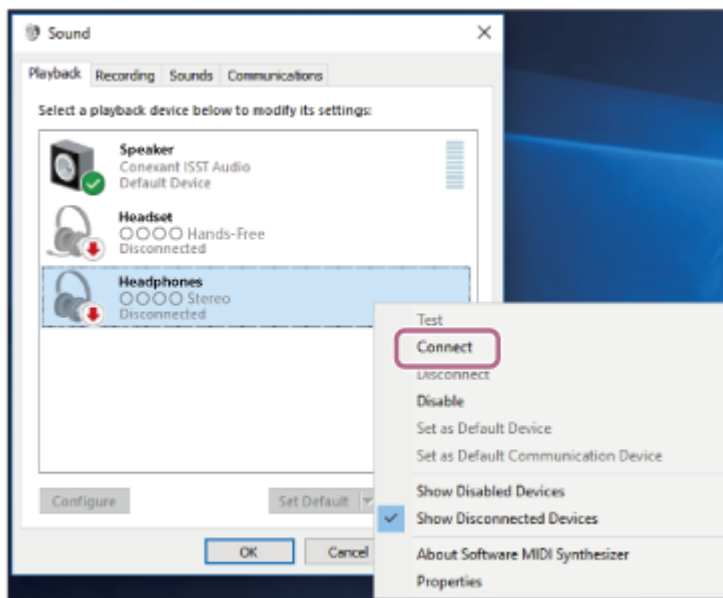 Sound
Playback Recording Sounds Communications
Select a playback device below to modify its settings:
Speaker
Conexant ISST Audio
Default Device
Headset
○○○○ Hands-Free
Disconnected
Headphones
○○○○ Stereo
Disconnected
Test
Connect
Disconnect
Disable
Set as Default Device
Set as Default Communication Device
Show Disabled Devices
Show Disconnected Devices
About Software MIDI Synthesizer
Properties
Configure
Set Default
OK
Cancel